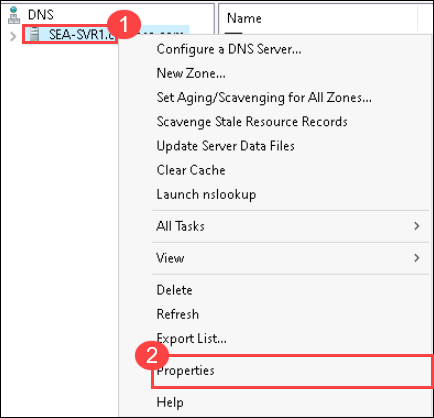 DNS
Name
1
SEA-SVR1.
Configure a DNS Server...
New Zone...
Set Aging/Scavenging for All Zones...
Scavenge Stale Resource Records
Update Server Data Files
Clear Cache
Launch nslookup
All Tasks
View
Delete
Refresh
Export List...
2
Properties
Help